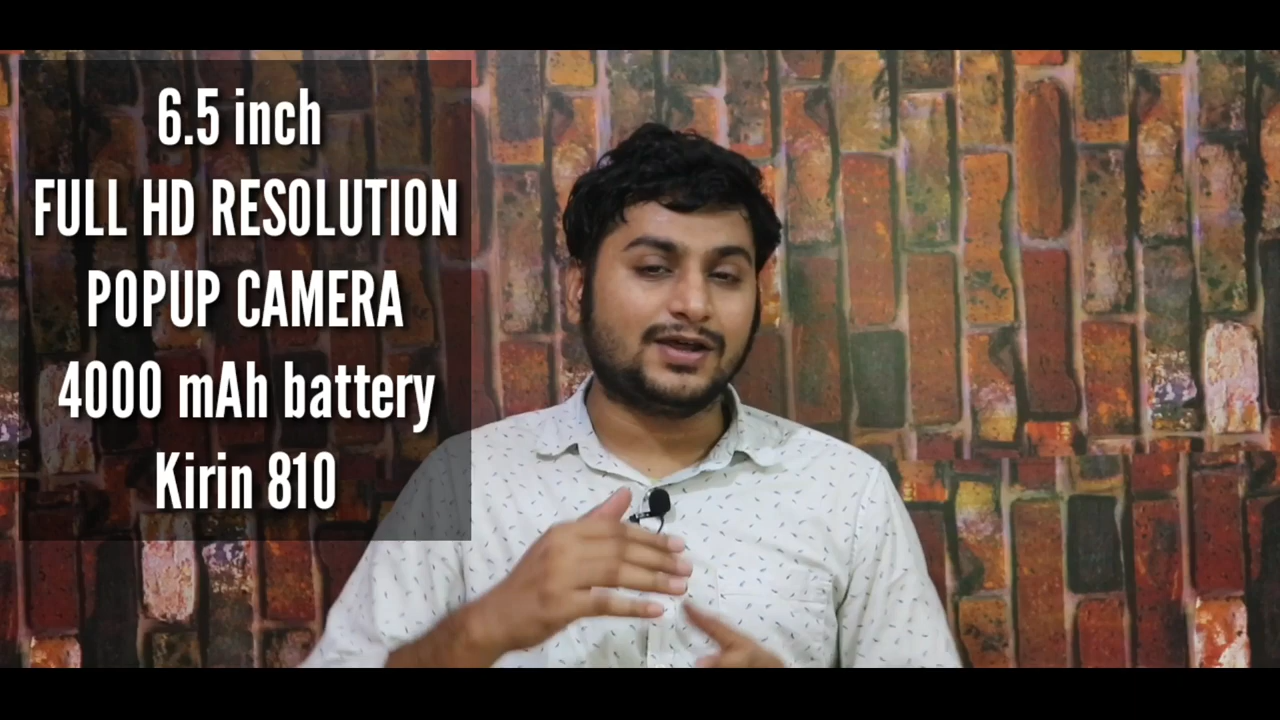 6.5 inch
FULL HD RESOLUTION
POPUP CAMERA
4000 mAh battery
Kirin 810